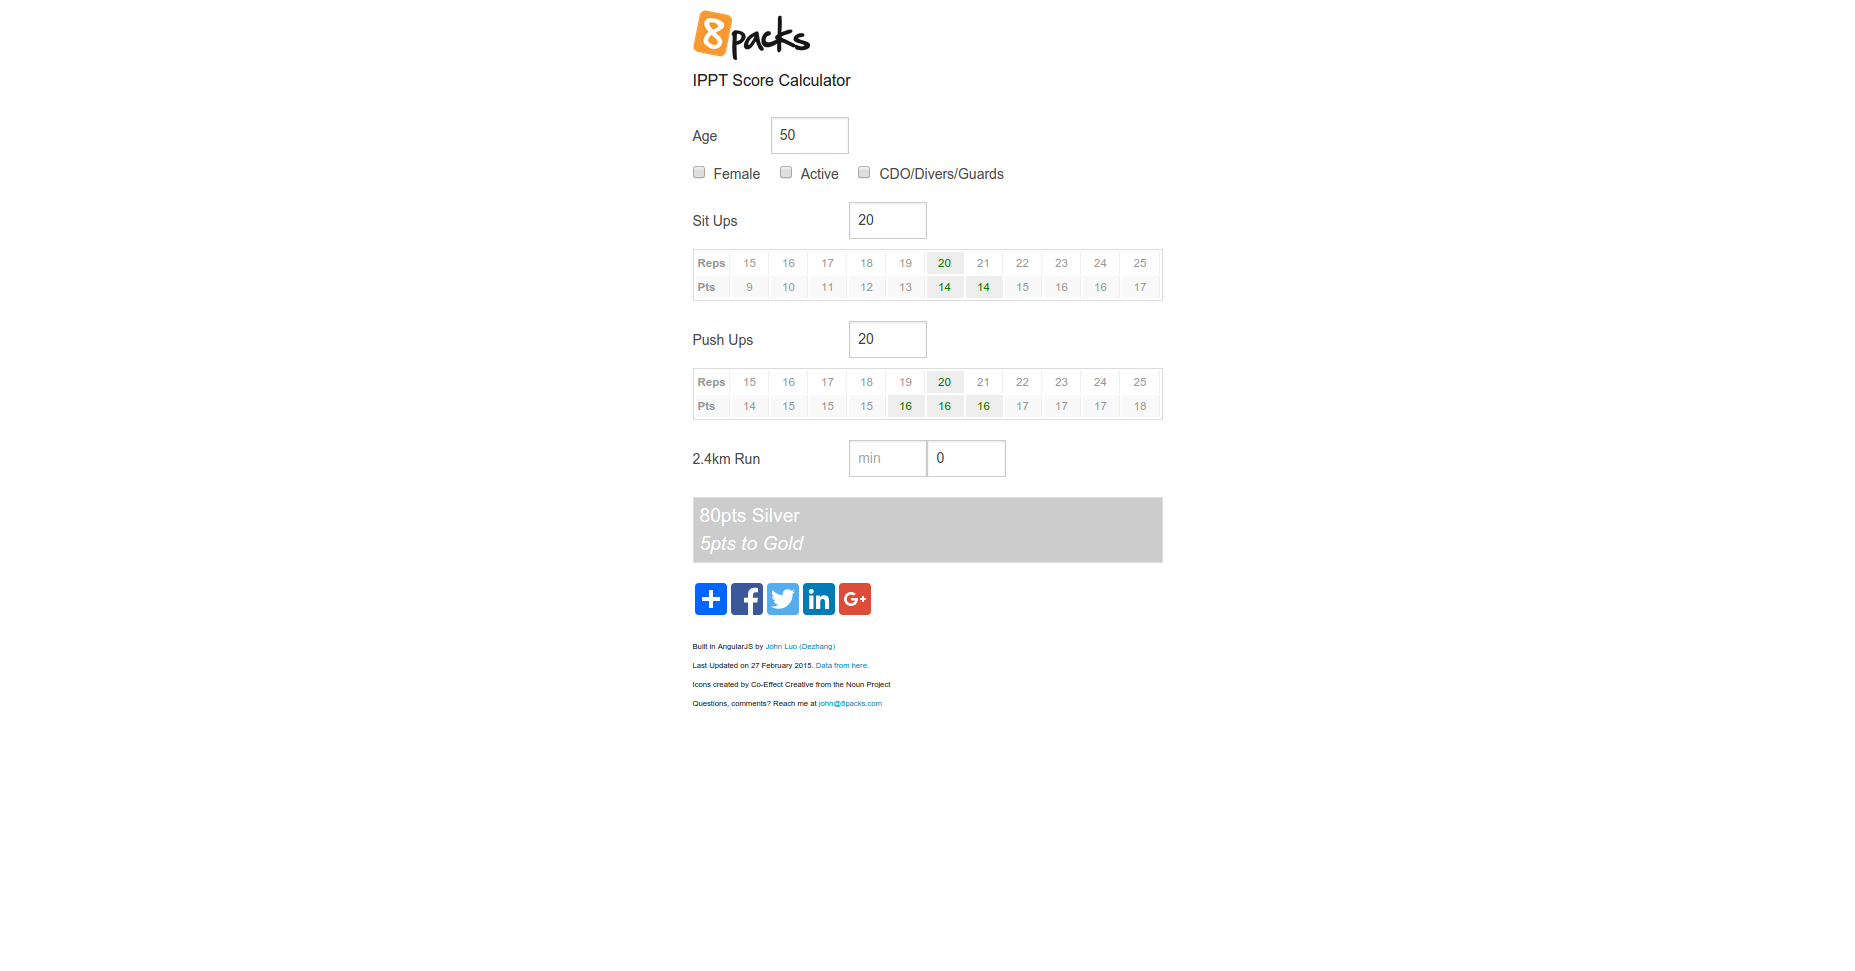 8packs
IPPT Score Calculator
Age 50
Female Active CDO/Divers/Guards
Sit Ups 20
Reps 15 16 17 18 19 20 21 22 23 24 25
Pts 9 10 11 12 13 14 14 15 16 16 17
Push Ups 20
Reps 15 16 17 18 19 20 21 22 23 24 25
Pts 14 15 15 15 16 16 16 17 17 17 18
2.4km Run min 0
80pts Silver
5pts to Gold
f in G+
Built in AngularJS by John Luo (Dezhang)
Last Updated on 27 February 2015. Data from here.
Icons created by Co-Effect Creative from the Noun Project
Questions, comments? Reach me at john@8packs.com